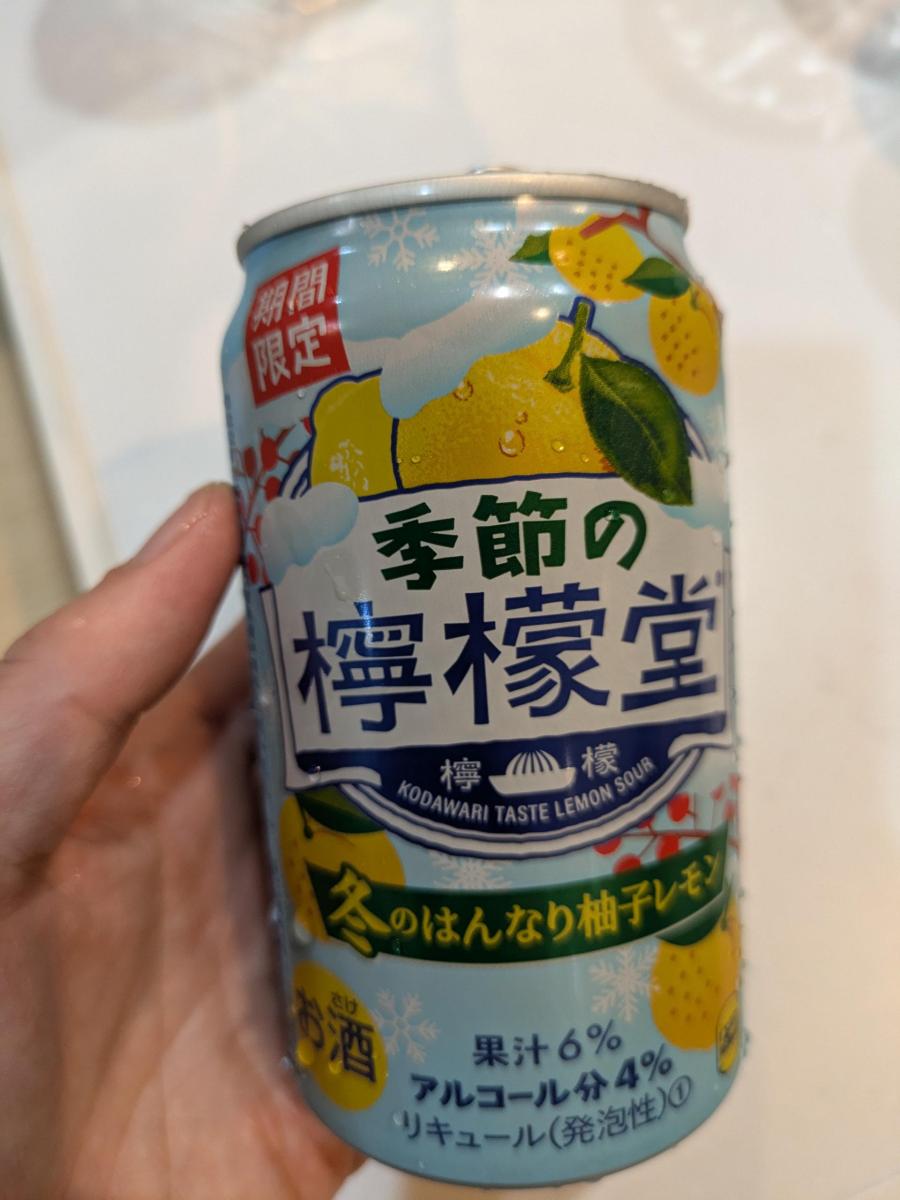 期間
限定
季節の
檸檬堂
檸 檬
KODAWARI TASTE LEMON SOUR
冬のはんなり柚子レモン
さけ
お酒
果汁6%
アルコール分4%
リキュール(発泡性)①